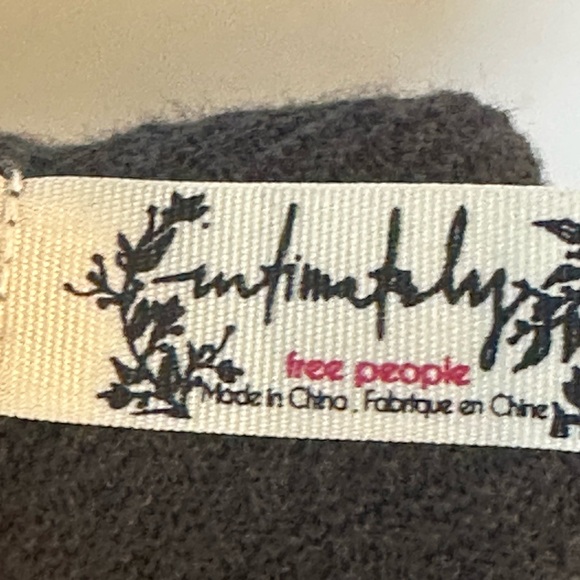 intimately
free people
Made in China. Fabrique en Chine